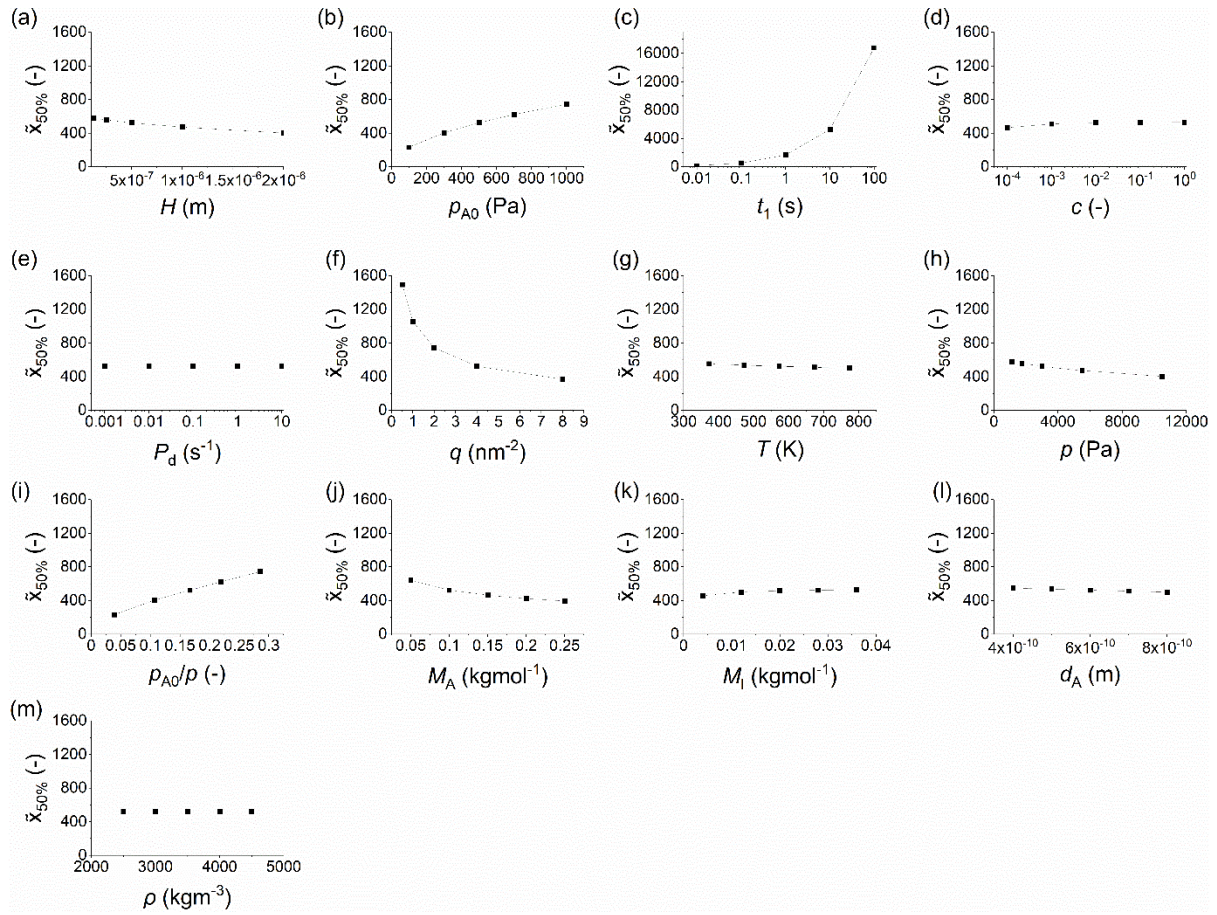 (a)
1600
1200
800
400
0
x̃50% (-)
5x10-7 1x10-6 1.5x10-6 2x10-6
H (m)
(b)
1600
1200
800
400
0
x̃50% (-)
0 200 400 600 800 1000
pA0 (Pa)
(c)
16000
12000
8000
4000
0
x̃50% (-)
0.01 0.1 1 10 100
t1 (s)
(d)
1600
1200
800
400
0
x̃50% (-)
10-4 10-3 10-2 10-1 100
c (-)
(e)
1600
1200
800
400
0
x̃50% (-)
0.001 0.01 0.1 1 10
Pd (s-1)
(f)
1600
1200
800
400
0
x̃50% (-)
1 2 3 4 5 6 7 8 9
q (nm-2)
(g)
1600
1200
800
400
0
x̃50% (-)
300 400 500 600 700 800
T (K)
(h)
1600
1200
800
400
0
x̃50% (-)
0 4000 8000 12000
p (Pa)
(i)
1600
1200
800
400
0
x̃50% (-)
0 0.05 0.1 0.15 0.2 0.25 0.3
pA0/p (-)
(j)
1600
1200
800
400
0
x̃50% (-)
0.05 0.1 0.15 0.2 0.25
MA (kgmol-1)
(k)
1600
1200
800
400
0
x̃50% (-)
0 0.01 0.02 0.03 0.04
MI (kgmol-1)
(l)
1600
1200
800
400
0
x̃50% (-)
4x10-10 6x10-10 8x10-10
dA (m)
(m)
1600
1200
800
400
0
x̃50% (-)
2000 3000 4000 5000
ρ (kgm-3)